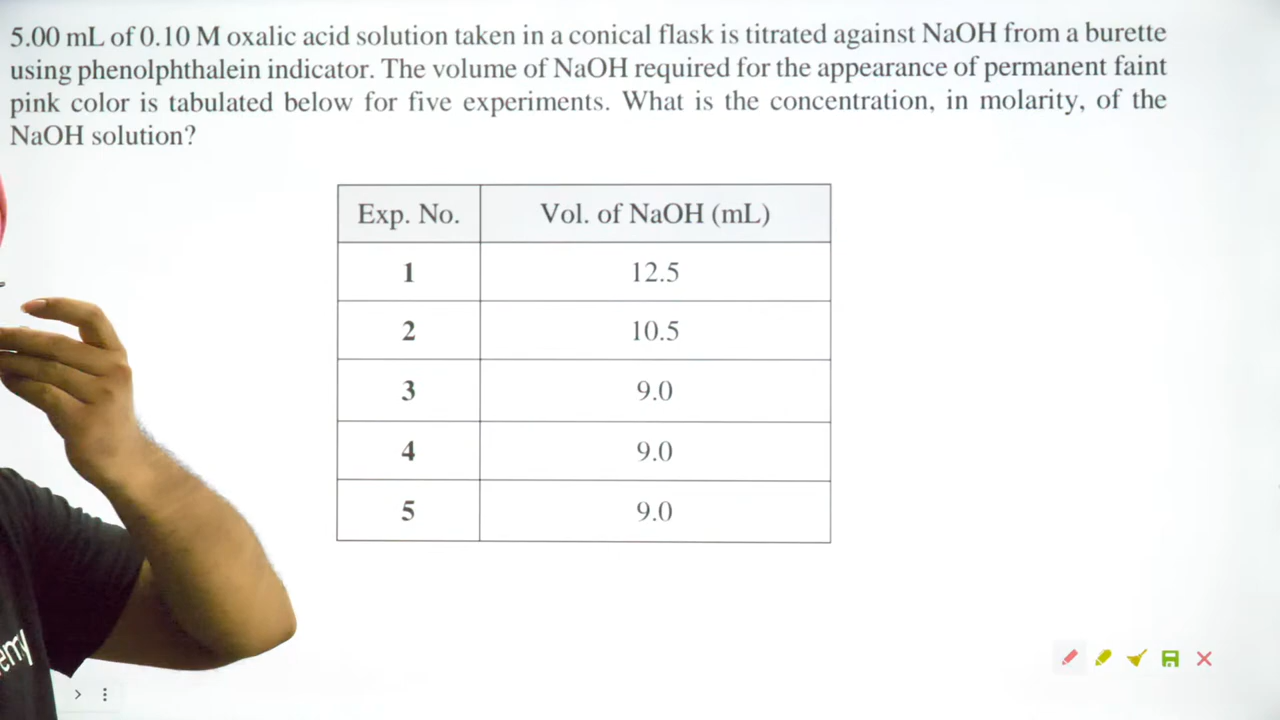 5.00 mL of 0.10 M oxalic acid solution taken in a conical flask is titrated against NaOH from a burette
using phenolphthalein indicator. The volume of NaOH required for the appearance of permanent faint
pink color is tabulated below for five experiments. What is the concentration, in molarity, of the
NaOH solution?
Exp. No. Vol. of NaOH (mL)
1 12.5
2 10.5
3 9.0
4 9.0
5 9.0